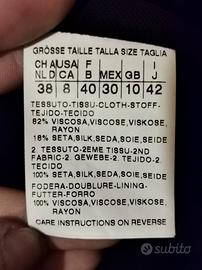 GRÖSSE TAILLE TALLA SIZE TAGLIA
CH AUSA F
NL D CA B MEX GB J
38 8 40 30 10 42
TESSUTO-TISSU-CLOTH-STOFF-
TEJIDO-TECIDO
82% VISCOSA,VISCOSE,VISKOSE,
RAYON
18% SETA,SILK,SEDA,SOIE,SEIDE
2. TESSUTO-2EME TISSU-2ND
FABRIC-2. GEWEBE-2. TEJIDO-2.
TECIDO
100% SETA,SILK,SEDA,SOIE,SEIDE
FODERA-DOUBLURE-LINING-
FUTTER-FORRO
100% VISCOSA,VISCOSE,VISKOSE,
RAYON
CARE INSTRUCTIONS ON REVERSE
subito